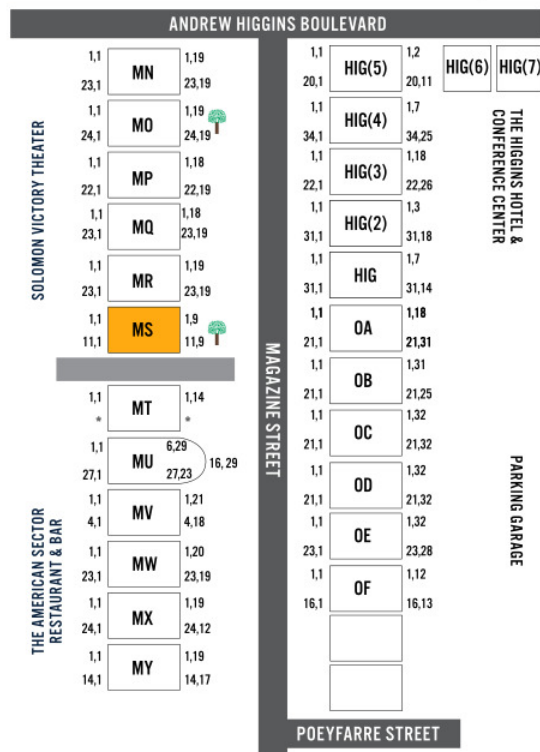 ANDREW HIGGINS BOULEVARD
SOLOMON VICTORY THEATER
1,1 MN 1,19
23,1 23,19
1,1 MO 1,19
24,1 24,19
1,1 MP 1,18
22,1 22,19
1,1 MQ 1,18
23,1 23,19
1,1 MR 1,19
23,1 23,19
1,1 MS 1,9
11,1 11,9
THE AMERICAN SECTOR
RESTAURANT & BAR
1,1 MT 1,14
* *
1,1 MU 6,29
27,1 27,23
16,29
1,1 MV 1,21
4,1 4,18
1,1 MW 1,20
23,1 23,19
1,1 MX 1,19
24,1 24,12
1,1 MY 1,19
14,1 14,17
MAGAZINE STREET
1,1 HIG(5) 1,2
20,1 20,11
HIG(6) HIG(7)
1,1 HIG(4) 1,7
34,1 34,25
1,1 HIG(3) 1,18
22,1 22,26
1,1 HIG(2) 1,3
31,1 31,18
1,1 HIG 1,7
31,1 31,14
1,1 OA 1,18
21,1 21,31
1,1 OB 1,31
21,1 21,25
1,1 OC 1,32
21,1 21,32
1,1 OD 1,32
21,1 21,32
1,1 OE 1,32
23,1 23,28
1,1 OF 1,12
16,1 16,13
THE HIGGINS HOTEL &
CONFERENCE CENTER
PARKING GARAGE
POEYFARRE STREET